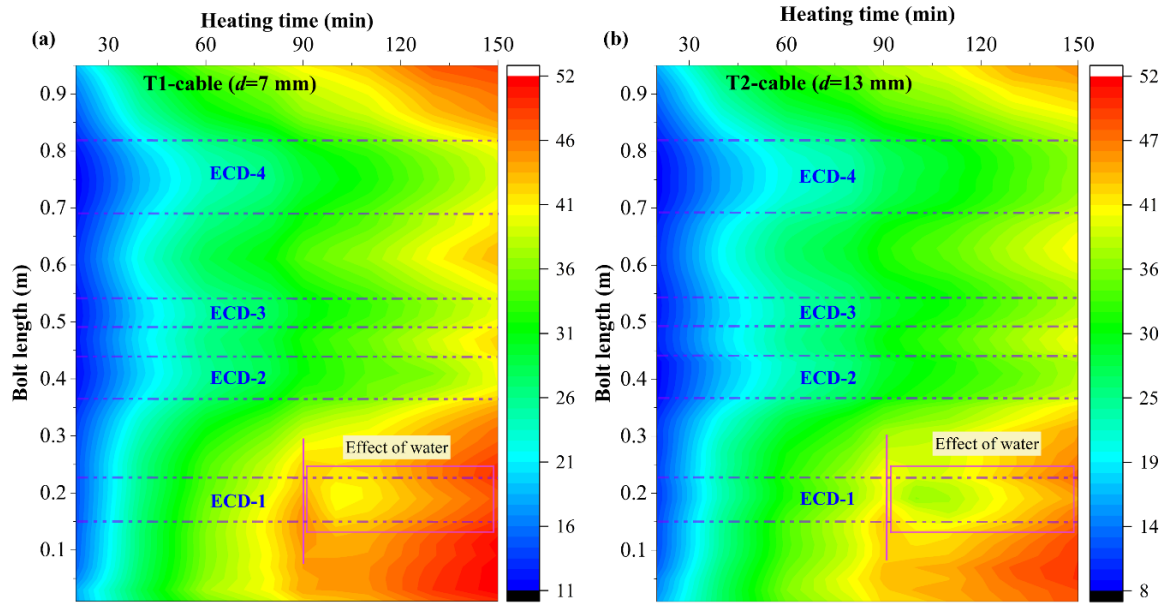 Heating time (min)
(a)
30 60 90 120 150
T1-cable (d=7 mm)
Bolt length (m)
0.9
0.8
0.7
0.6
0.5
0.4
0.3
0.2
0.1
ECD-4
ECD-3
ECD-2
Effect of water
ECD-1
52
46
41
36
31
26
21
16
11
Heating time (min)
(b)
30 60 90 120 150
T2-cable (d=13 mm)
Bolt length (m)
0.9
0.8
0.7
0.6
0.5
0.4
0.3
0.2
0.1
ECD-4
ECD-3
ECD-2
Effect of water
ECD-1
52
47
41
36
30
25
19
14
8